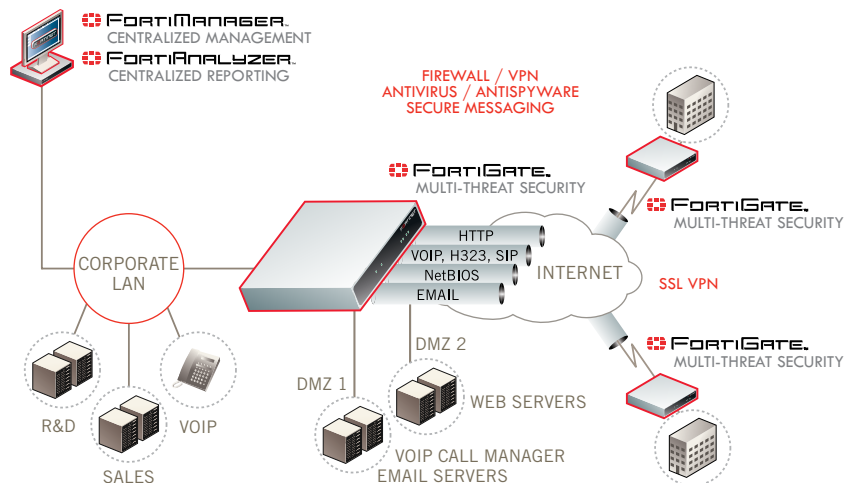 FORTIMANAGER.
CENTRALIZED MANAGEMENT
FORTIANALYZER.
CENTRALIZED REPORTING
FIREWALL / VPN
ANTIVIRUS / ANTISPYWARE
SECURE MESSAGING
FORTIGATE.
MULTI-THREAT SECURITY
FORTIGATE.
MULTI-THREAT SECURITY
HTTP
VOIP, H323, SIP
NetBIOS
EMAIL
INTERNET
CORPORATE
LAN
SSL VPN
FORTIGATE.
MULTI-THREAT SECURITY
DMZ 1
DMZ 2
R&D
VOIP
SALES
WEB SERVERS
VOIP CALL MANAGER
EMAIL SERVERS